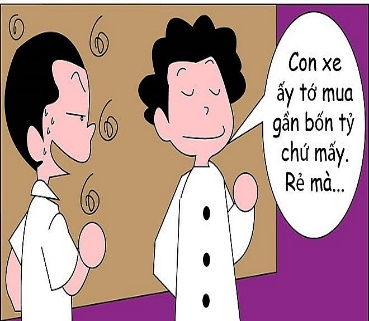 Con xe
ấy tớ mua
gần bốn tỷ
chứ mấy.
Rẻ mà...